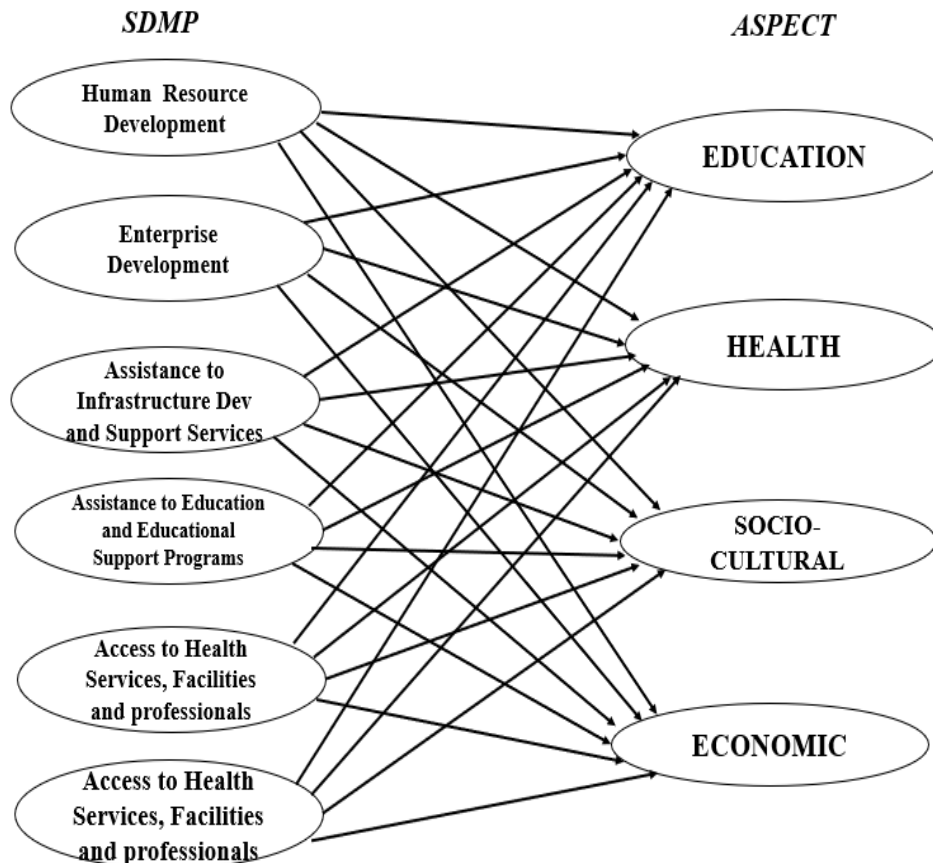 SDMP
ASPECT
Human Resource
Development
EDUCATION
Enterprise
Development
HEALTH
Assistance to
Infrastructure Dev
and Support Services
Assistance to Education
and Educational
Support Programs
SOCIO-
CULTURAL
Access to Health
Services, Facilities
and professionals
ECONOMIC
Access to Health
Services, Facilities
and professionals